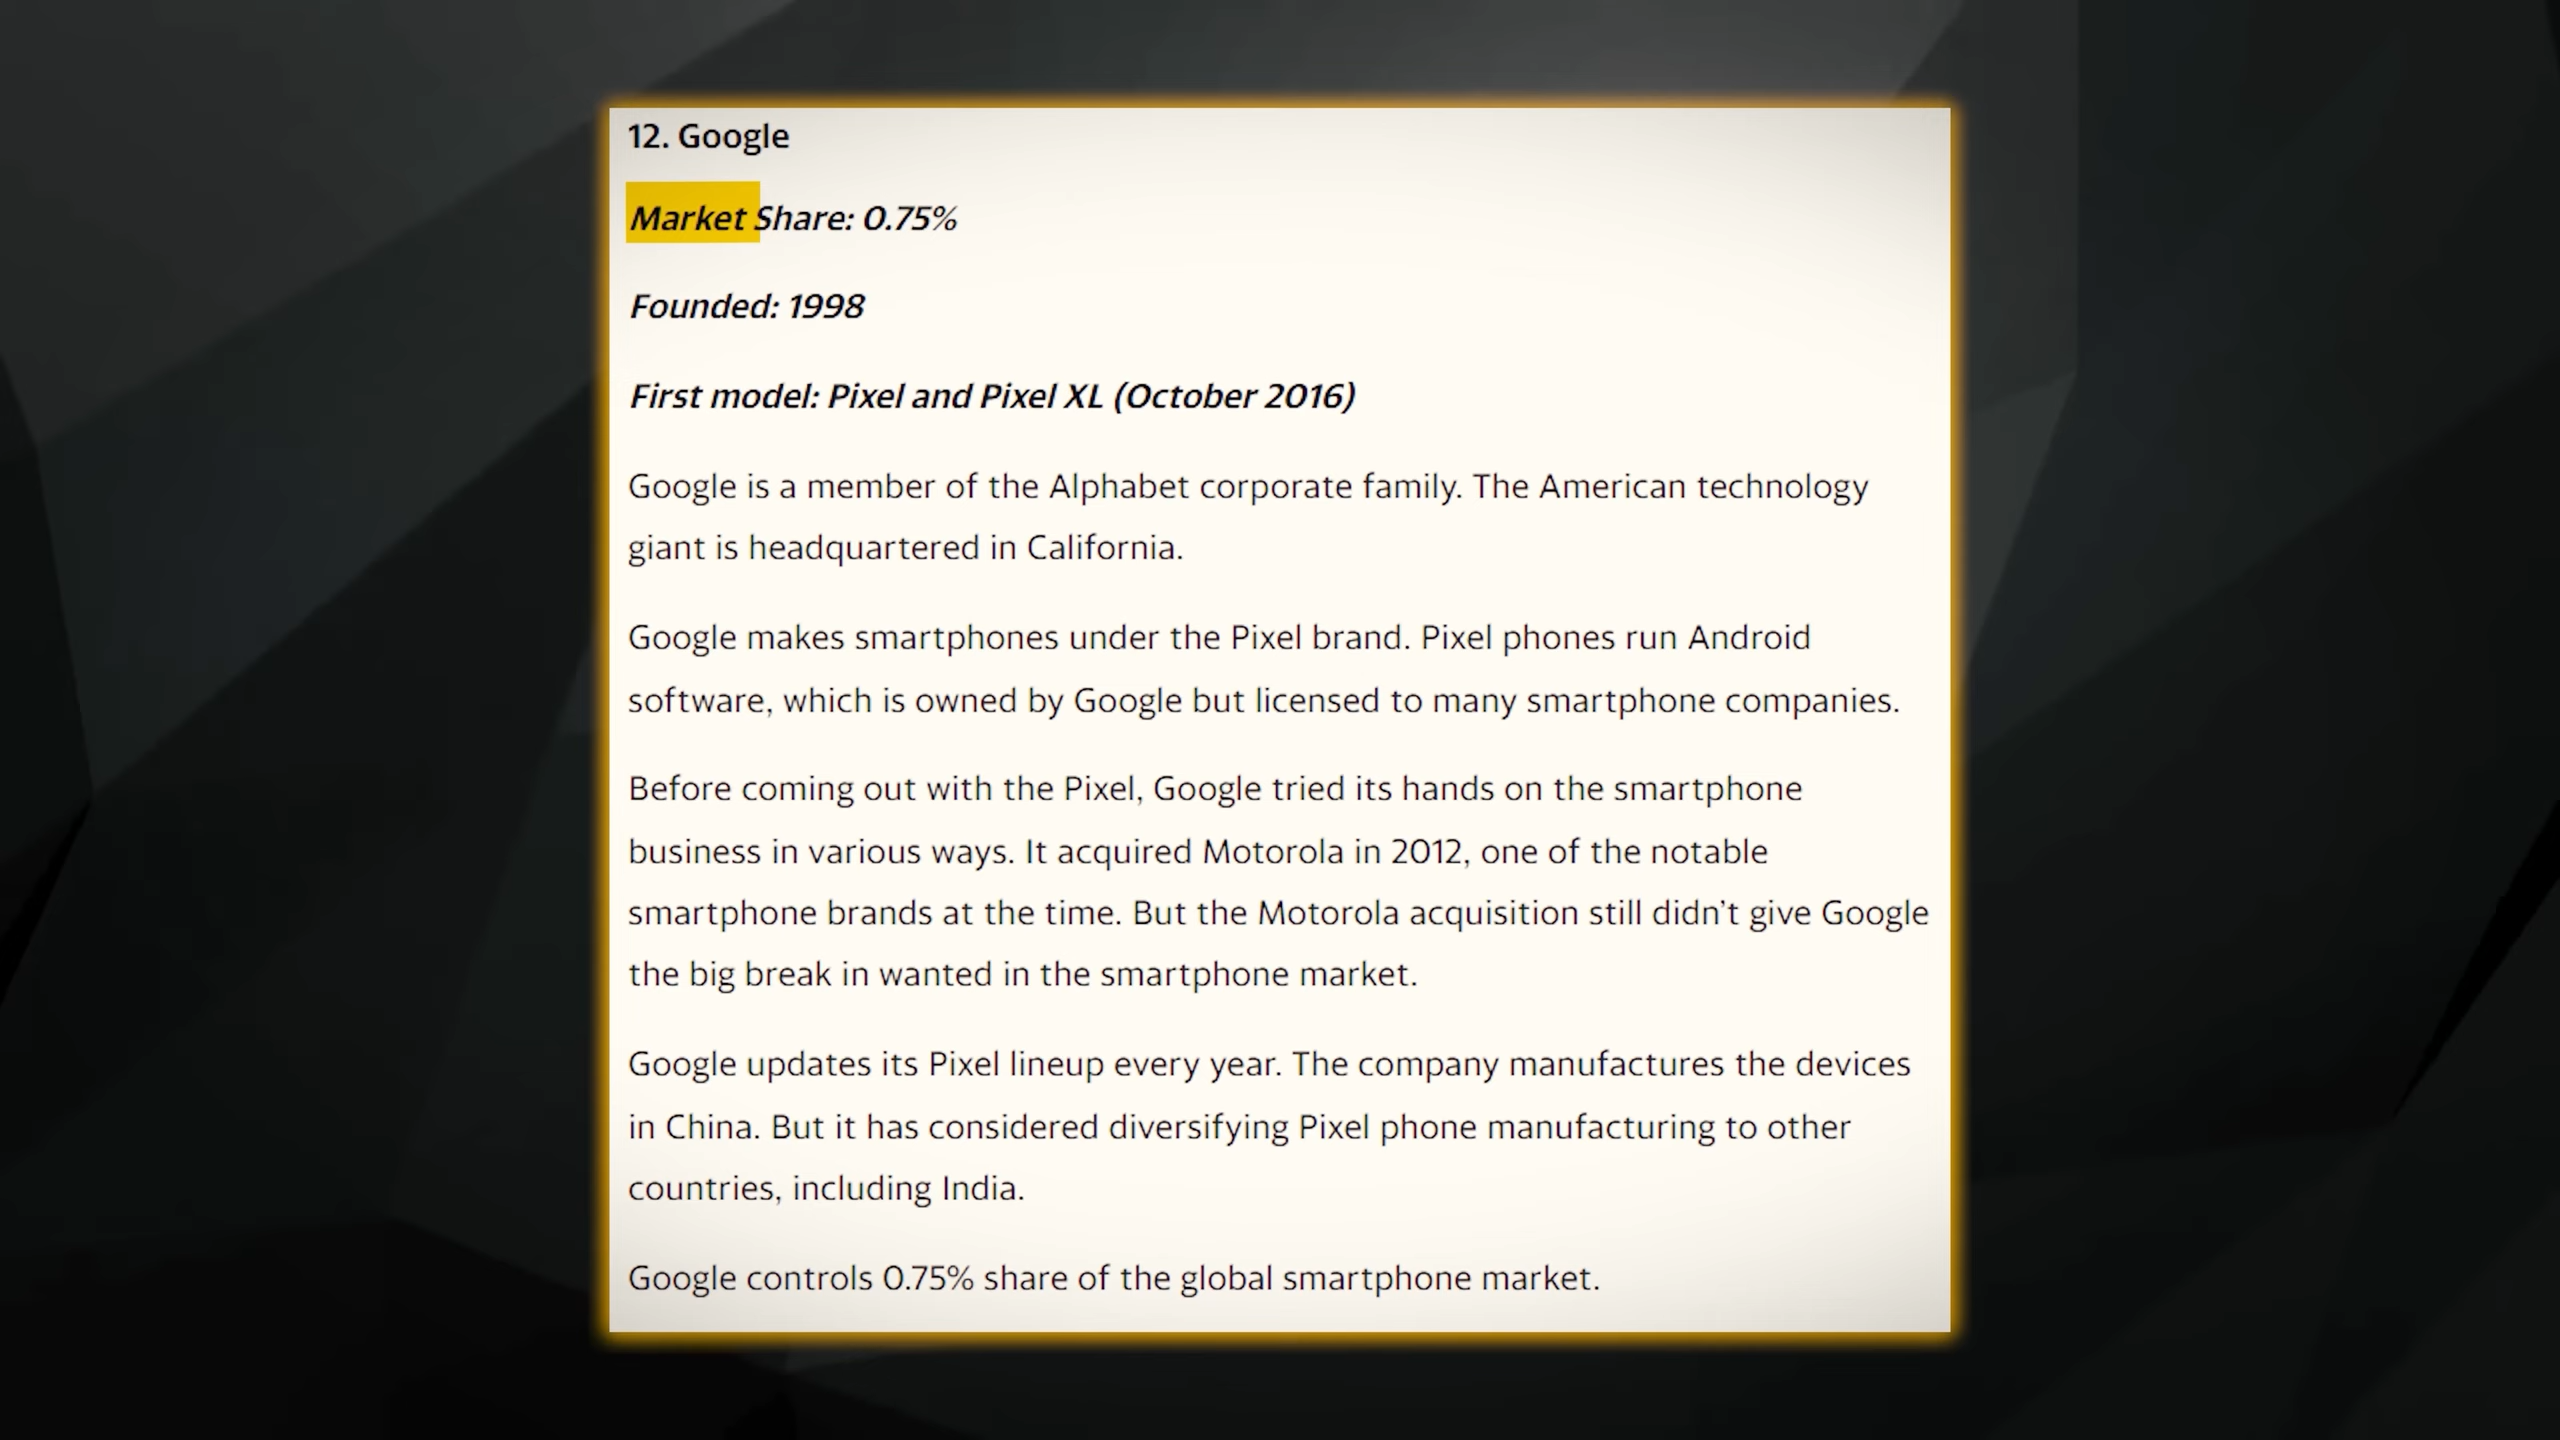 12. Google
Market Share: 0.75%
Founded: 1998
First model: Pixel and Pixel XL (October 2016)
Google is a member of the Alphabet corporate family. The American technology
giant is headquartered in California.
Google makes smartphones under the Pixel brand. Pixel phones run Android
software, which is owned by Google but licensed to many smartphone companies.
Before coming out with the Pixel, Google tried its hands on the smartphone
business in various ways. It acquired Motorola in 2012, one of the notable
smartphone brands at the time. But the Motorola acquisition still didn't give Google
the big break in wanted in the smartphone market.
Google updates its Pixel lineup every year. The company manufactures the devices
in China. But it has considered diversifying Pixel phone manufacturing to other
countries, including India.
Google controls 0.75% share of the global smartphone market.